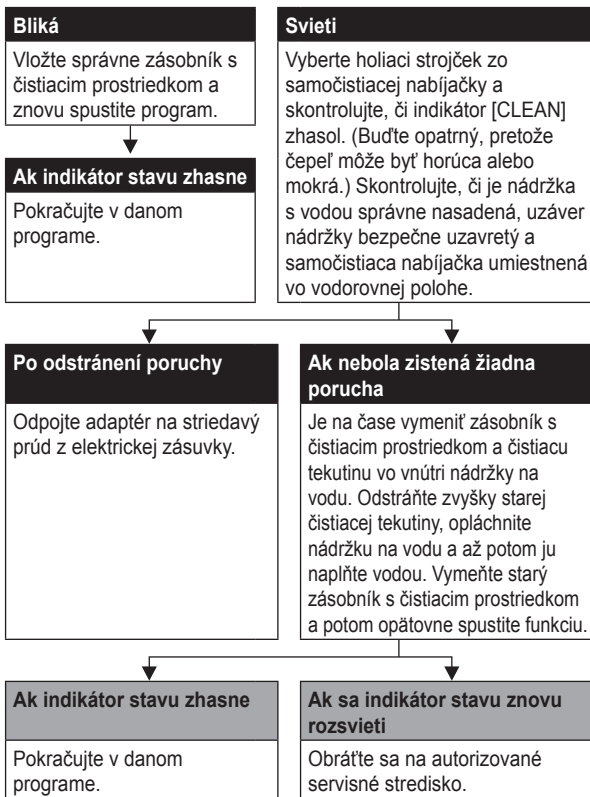 Bliká
Vložte správne zásobník s
čistiacim prostriedkom a
znovu spustite program.
Ak indikátor stavu zhasne
Pokračujte v danom
programe.
Svieti
Vyberte holiaci strojček zo
samočistiacej nabíjačky a
skontrolujte, či indikátor [CLEAN]
zhasol. (Buďte opatrný, pretože
čepeľ môže byť horúca alebo
mokrá.) Skontrolujte, či je nádržka
s vodou správne nasadená, uzáver
nádržky bezpečne uzavretý a
samočistiaca nabíjačka umiestnená
vo vodorovnej polohe.
Po odstránení poruchy
Odpojte adaptér na striedavý
prúd z elektrickej zásuvky.
Ak nebola zistená žiadna
porucha
Je na čase vymeniť zásobník s
čistiacim prostriedkom a čistiacu
tekutinu vo vnútri nádržky na
vodu. Odstráňte zvyšky starej
čistiacej tekutiny, opláchnite
nádržku na vodu a až potom ju
naplňte vodou. Vymeňte starý
zásobník s čistiacim prostriedkom
a potom opätovne spustite funkciu.
Ak indikátor stavu zhasne
Pokračujte v danom
programe.
Ak sa indikátor stavu znovu
rozsvieti
Obráťte sa na autorizované
servisné stredisko.